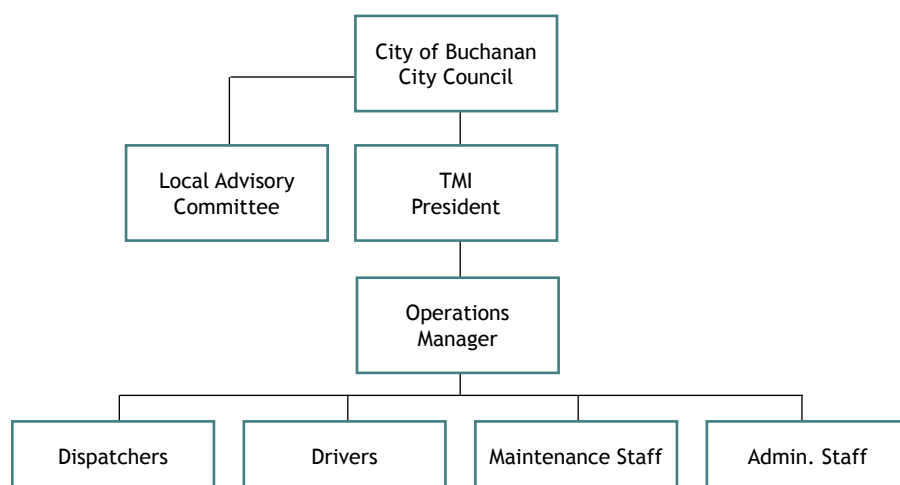 City of Buchanan
City Council
Local Advisory
Committee
TMI
President
Operations
Manager
Dispatchers
Drivers
Maintenance Staff
Admin. Staff